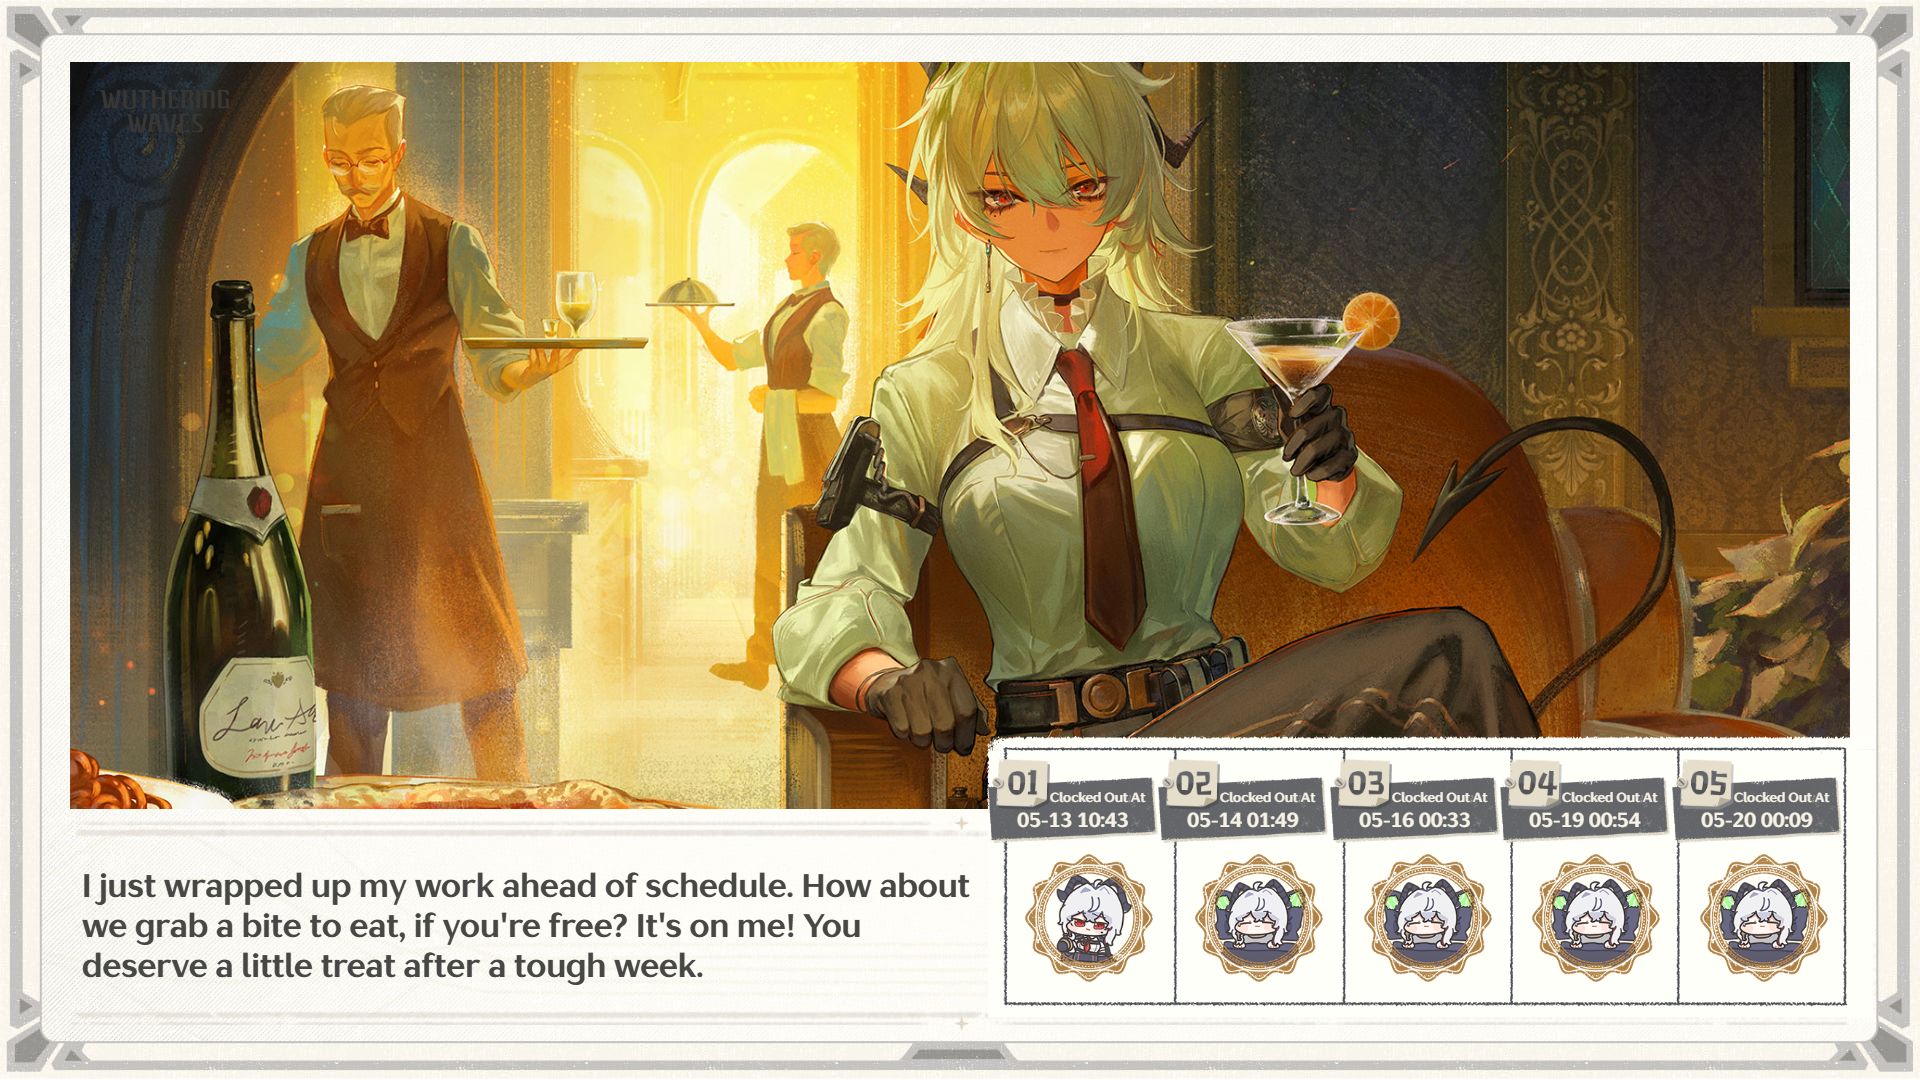 WUTHERING
WAVES
I just wrapped up my work ahead of schedule. How about
we grab a bite to eat, if you're free? It's on me! You
deserve a little treat after a tough week.
01 Clocked Out At
05-13 10:43
02 Clocked Out At
05-14 01:49
03 Clocked Out At
05-16 00:33
04 Clocked Out At
05-19 00:54
05 Clocked Out At
05-20 00:09